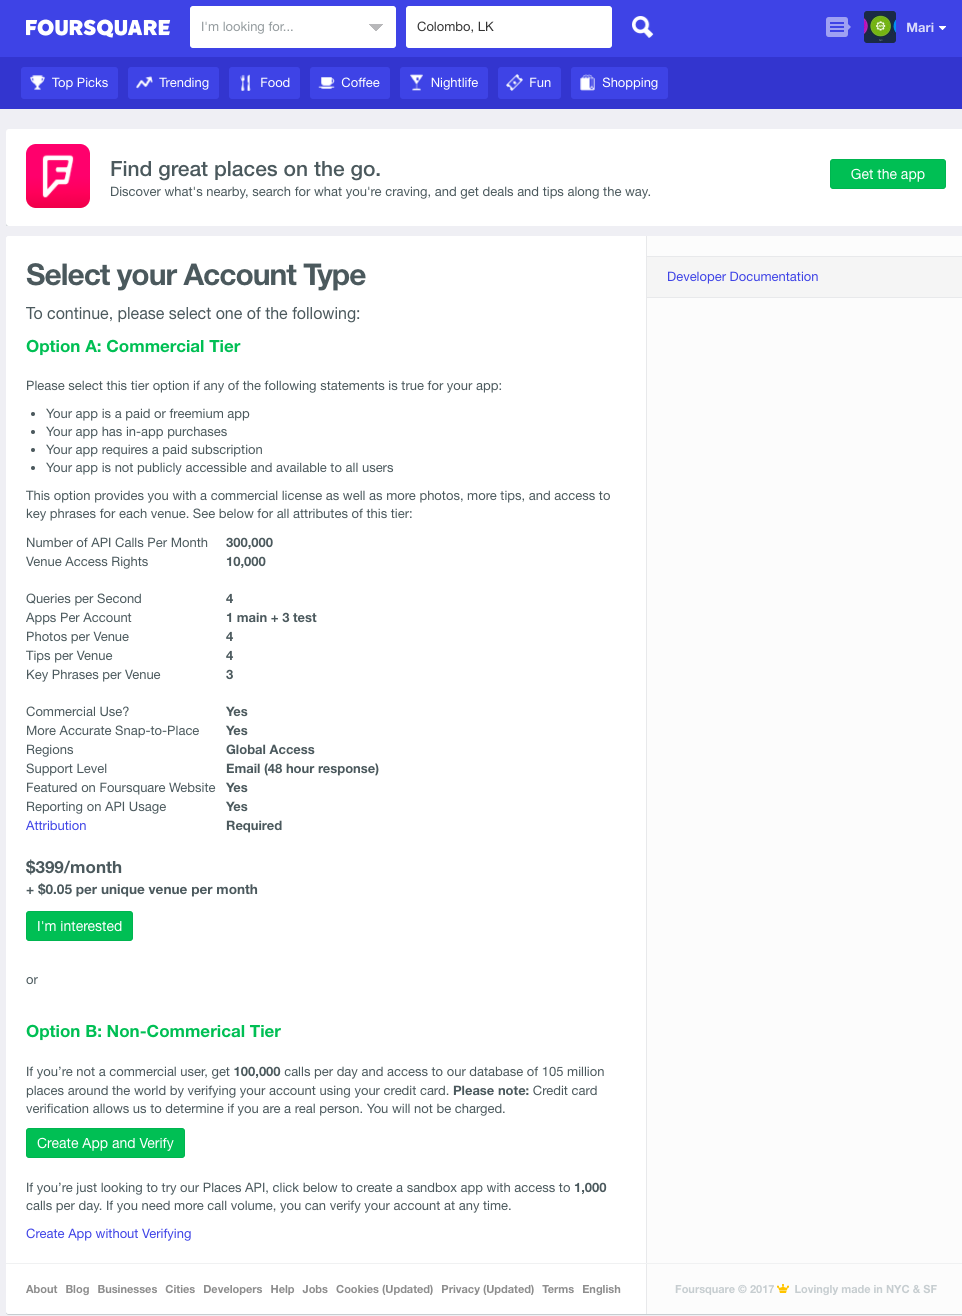 FOURSQUARE I'm looking for... Colombo, LK Mari
Top Picks Trending Food Coffee Nightlife Fun Shopping
Find great places on the go.
Discover what's nearby, search for what you're craving, and get deals and tips along the way.
Get the app
Select your Account Type
To continue, please select one of the following:
Option A: Commercial Tier
Please select this tier option if any of the following statements is true for your app:
• Your app is a paid or freemium app
• Your app has in-app purchases
• Your app requires a paid subscription
• Your app is not publicly accessible and available to all users
This option provides you with a commercial license as well as more photos, more tips, and access to
key phrases for each venue. See below for all attributes of this tier:
Number of API Calls Per Month 300,000
Venue Access Rights 10,000
Queries per Second 4
Apps Per Account 1 main + 3 test
Photos per Venue 4
Tips per Venue 4
Key Phrases per Venue 3
Commercial Use? Yes
More Accurate Snap-to-Place Yes
Regions Global Access
Support Level Email (48 hour response)
Featured on Foursquare Website Yes
Reporting on API Usage Yes
Attribution Required
$399/month
+ $0.05 per unique venue per month
I'm interested
or
Option B: Non-Commerical Tier
If you're not a commercial user, get 100,000 calls per day and access to our database of 105 million
places around the world by verifying your account using your credit card. Please note: Credit card
verification allows us to determine if you are a real person. You will not be charged.
Create App and Verify
If you're just looking to try our Places API, click below to create a sandbox app with access to 1,000
calls per day. If you need more call volume, you can verify your account at any time.
Create App without Verifying
Developer Documentation
About Blog Businesses Cities Developers Help Jobs Cookies (Updated) Privacy (Updated) Terms English
Foursquare © 2017 Lovingly made in NYC & SF